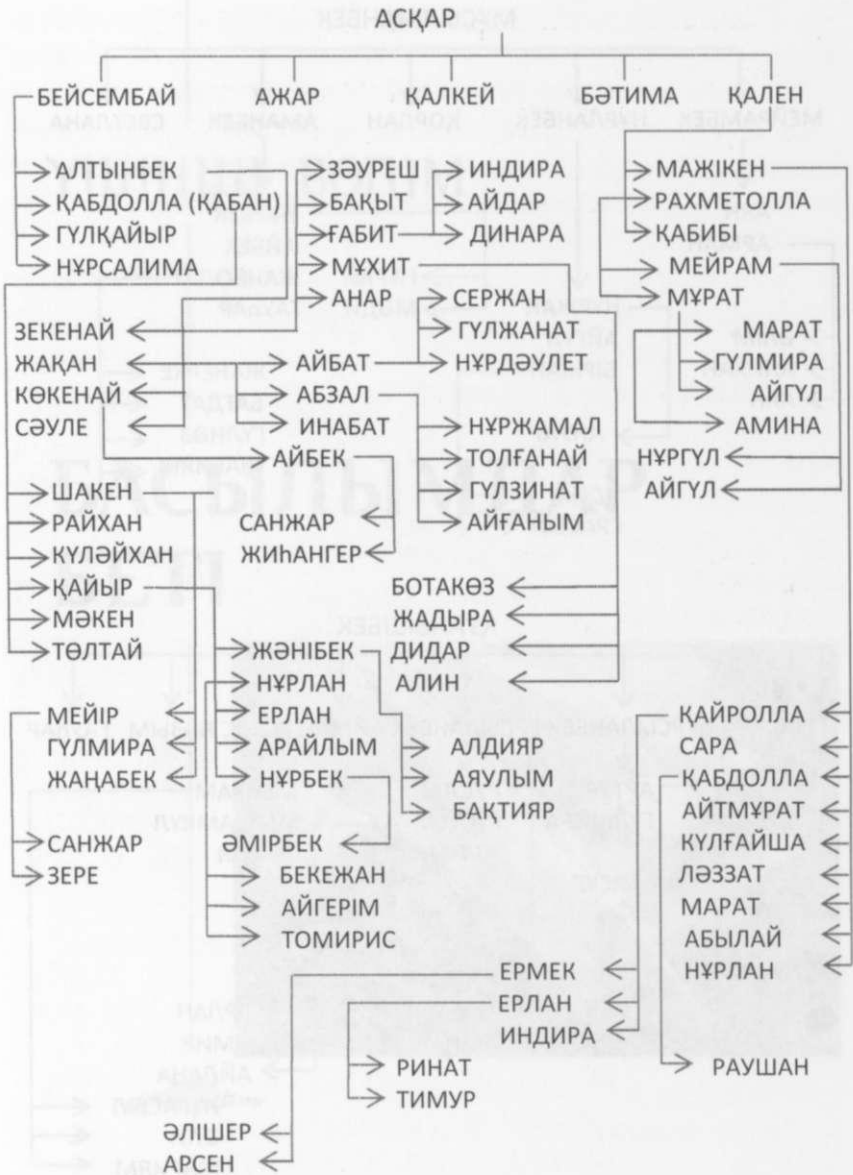 АСҚАР
БЕЙСЕМБАЙ АЖАР ҚАЛКЕЙ БӘТИМА ҚАЛЕН
АЛТЫНБЕК ЗӘУРЕШ ИНДИРА МАЖІКЕН
ҚАБДОЛЛА (ҚАБАН) БАҚЫТ АЙДАР РАХМЕТОЛЛА
ГҮЛҚАЙЫР ҒАБИТ ДИНАРА ҚАБИБІ
НҰРСАЛИМА МҰХИТ МЕЙРАМ
АНАР СЕРЖАН МҰРАТ
ЗЕКЕНАЙ ГҮЛЖАНАТ МАРАТ
ЖАҚАН АЙБАТ НҰРДӘУЛЕТ ГҮЛМИРА
КӨКЕНАЙ АБЗАЛ АЙГҮЛ
СӘУЛЕ ИНАБАТ НҰРЖАМАЛ АМИНА
АЙБЕК ТОЛҒАНАЙ НҰРГҮЛ
ШАКЕН ГҮЛЗИНАТ АЙГҮЛ
РАЙХАН САНЖАР АЙҒАНЫМ
КҮЛӘЙХАН ЖИҺАНГЕР
ҚАЙЫР БОТАКӨЗ
МӘКЕН ЖАДЫРА
ТӨЛТАЙ ЖӘНІБЕК ДИДАР
НҰРЛАН АЛИН
МЕЙІР ЕРЛАН ҚАЙРОЛЛА
ГҮЛМИРА АРАЙЛЫМ АЛДИЯР САРА
ЖАҢАБЕК НҰРБЕК АЯУЛЫМ ҚАБДОЛЛА
БАҚТИЯР АЙТМҰРАТ
САНЖАР ӘМІРБЕК КҮЛҒАЙША
ЗЕРЕ БЕКЕЖАН ЛӘЗЗАТ
АЙГЕРІМ МАРАТ
ТОМИРИС АБЫЛАЙ
ЕРМЕК НҰРЛАН
ЕРЛАН
ИНДИРА
РИНАТ РАУШАН
ТИМУР
ӘЛІШЕР
АРСЕН